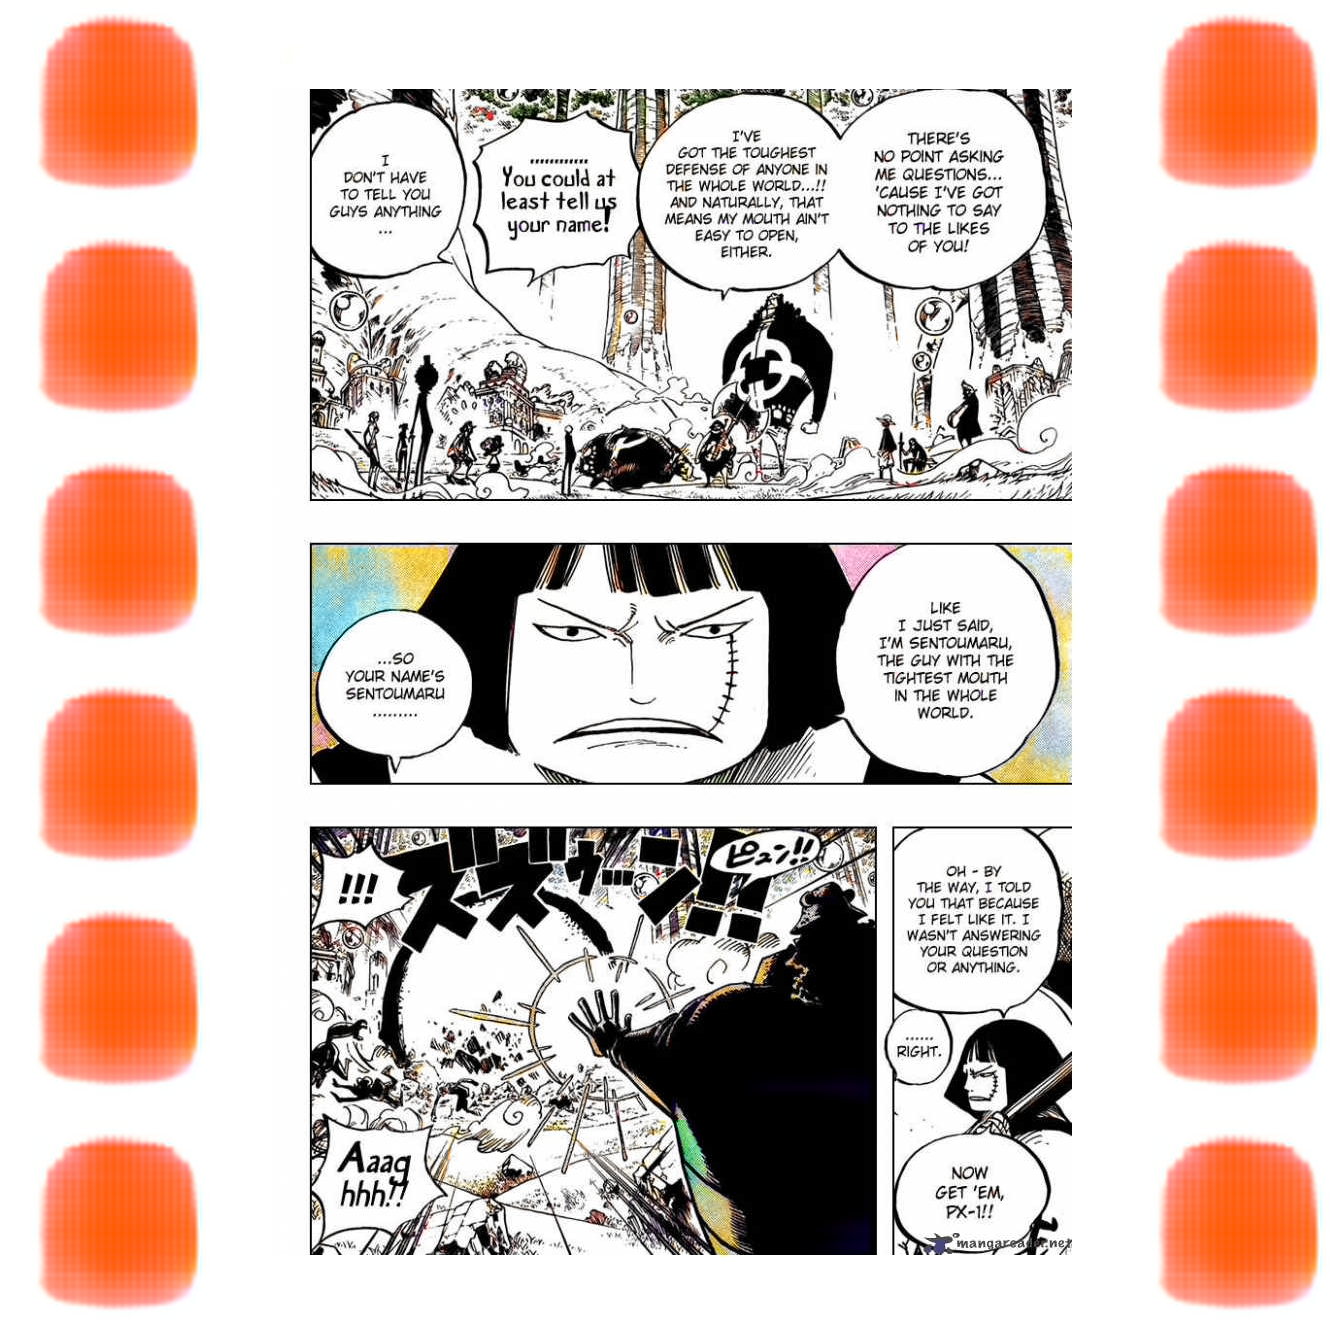 THERE'S
NO POINT ASKING
ME QUESTIONS...
'CAUSE I'VE GOT
NOTHING TO SAY
TO THE LIKES
OF YOU!
I'VE
GOT THE TOUGHEST
DEFENSE OF ANYONE IN
THE WHOLE WORLD...!!
AND NATURALLY, THAT
MEANS MY MOUTH AIN'T
EASY TO OPEN,
EITHER.
............
You could at
least tell us
your name!
I
DON'T HAVE
TO TELL YOU
GUYS ANYTHING
...
LIKE
I JUST SAID,
I'M SENTOUMARU,
THE GUY WITH THE
TIGHTEST MOUTH
IN THE WHOLE
WORLD.
...SO
YOUR NAME'S
SENTOUMARU
.........
OH - BY
THE WAY, I TOLD
YOU THAT BECAUSE
I FELT LIKE IT. I
WASN'T ANSWERING
YOUR QUESTION
OR ANYTHING.
......
RIGHT.
NOW
GET 'EM,
PX-1!!
ピュン!!
ズズゥ...ン!!
!!!
Aaag
hhh!!
mangareader.net